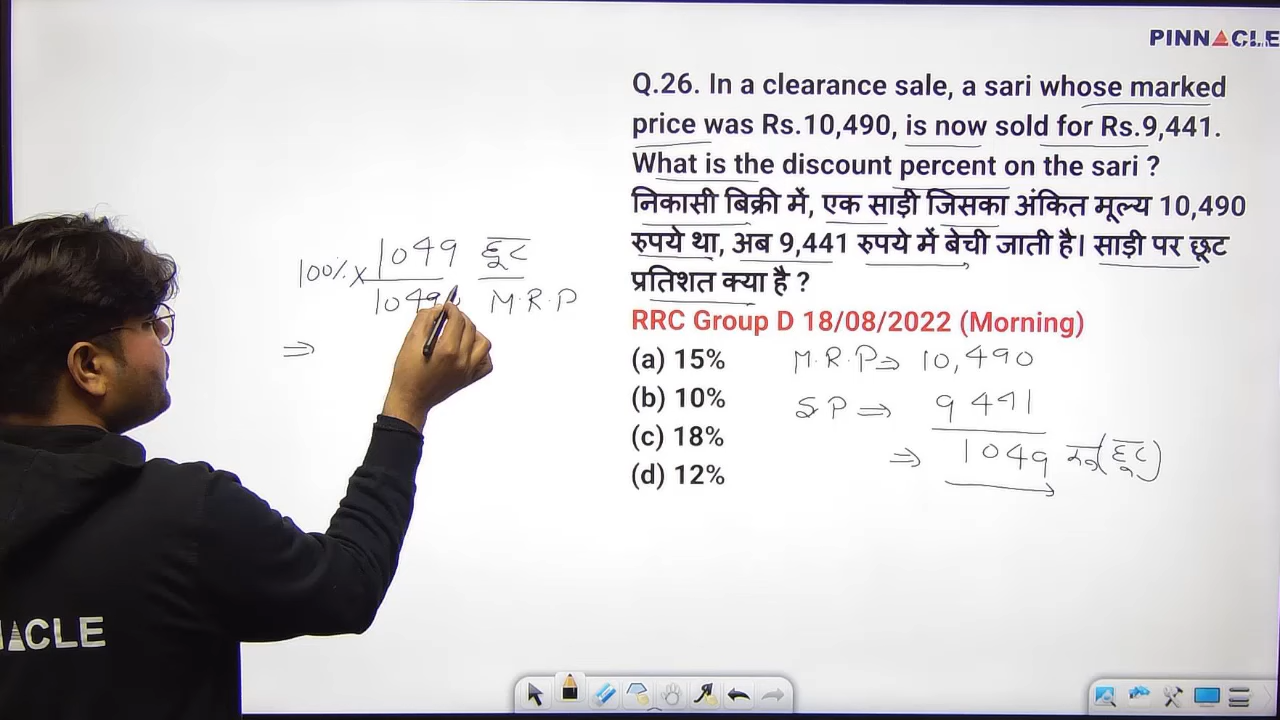 PINNACLE
Q.26. In a clearance sale, a sari whose marked
price was Rs.10,490, is now sold for Rs.9,441.
What is the discount percent on the sari ?
निकासी बिक्री में, एक साड़ी जिसका अंकित मूल्य 10,490
रुपये था, अब 9,441 रुपये में बेची जाती है। साड़ी पर छूट
प्रतिशत क्या है ?
RRC Group D 18/08/2022 (Morning)
(a) 15%
(b) 10%
(c) 18%
(d) 12%
M.R.P ⇒ 10,490
SP ⇒ 9441
⇒ 1049 रु(छूट)
100% × 1049 छूट
10490 M.R.P
⇒
ACLE